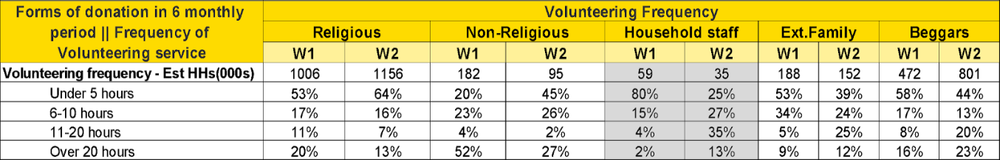 Forms of donation in 6 monthly period || Frequency of Volunteering service Volunteering Frequency
Religious Non-Religious Household staff Ext.Family Beggars
W1 W2 W1 W2 W1 W2 W1 W2 W1 W2
Volunteering frequency - Est HHs(000s) 1006 1156 182 95 59 35 188 152 472 801
Under 5 hours 53% 64% 20% 45% 80% 25% 53% 39% 58% 44%
6-10 hours 17% 16% 23% 26% 15% 27% 34% 24% 17% 13%
11-20 hours 11% 7% 4% 2% 4% 35% 5% 25% 8% 20%
Over 20 hours 20% 13% 52% 27% 2% 13% 9% 12% 16% 23%